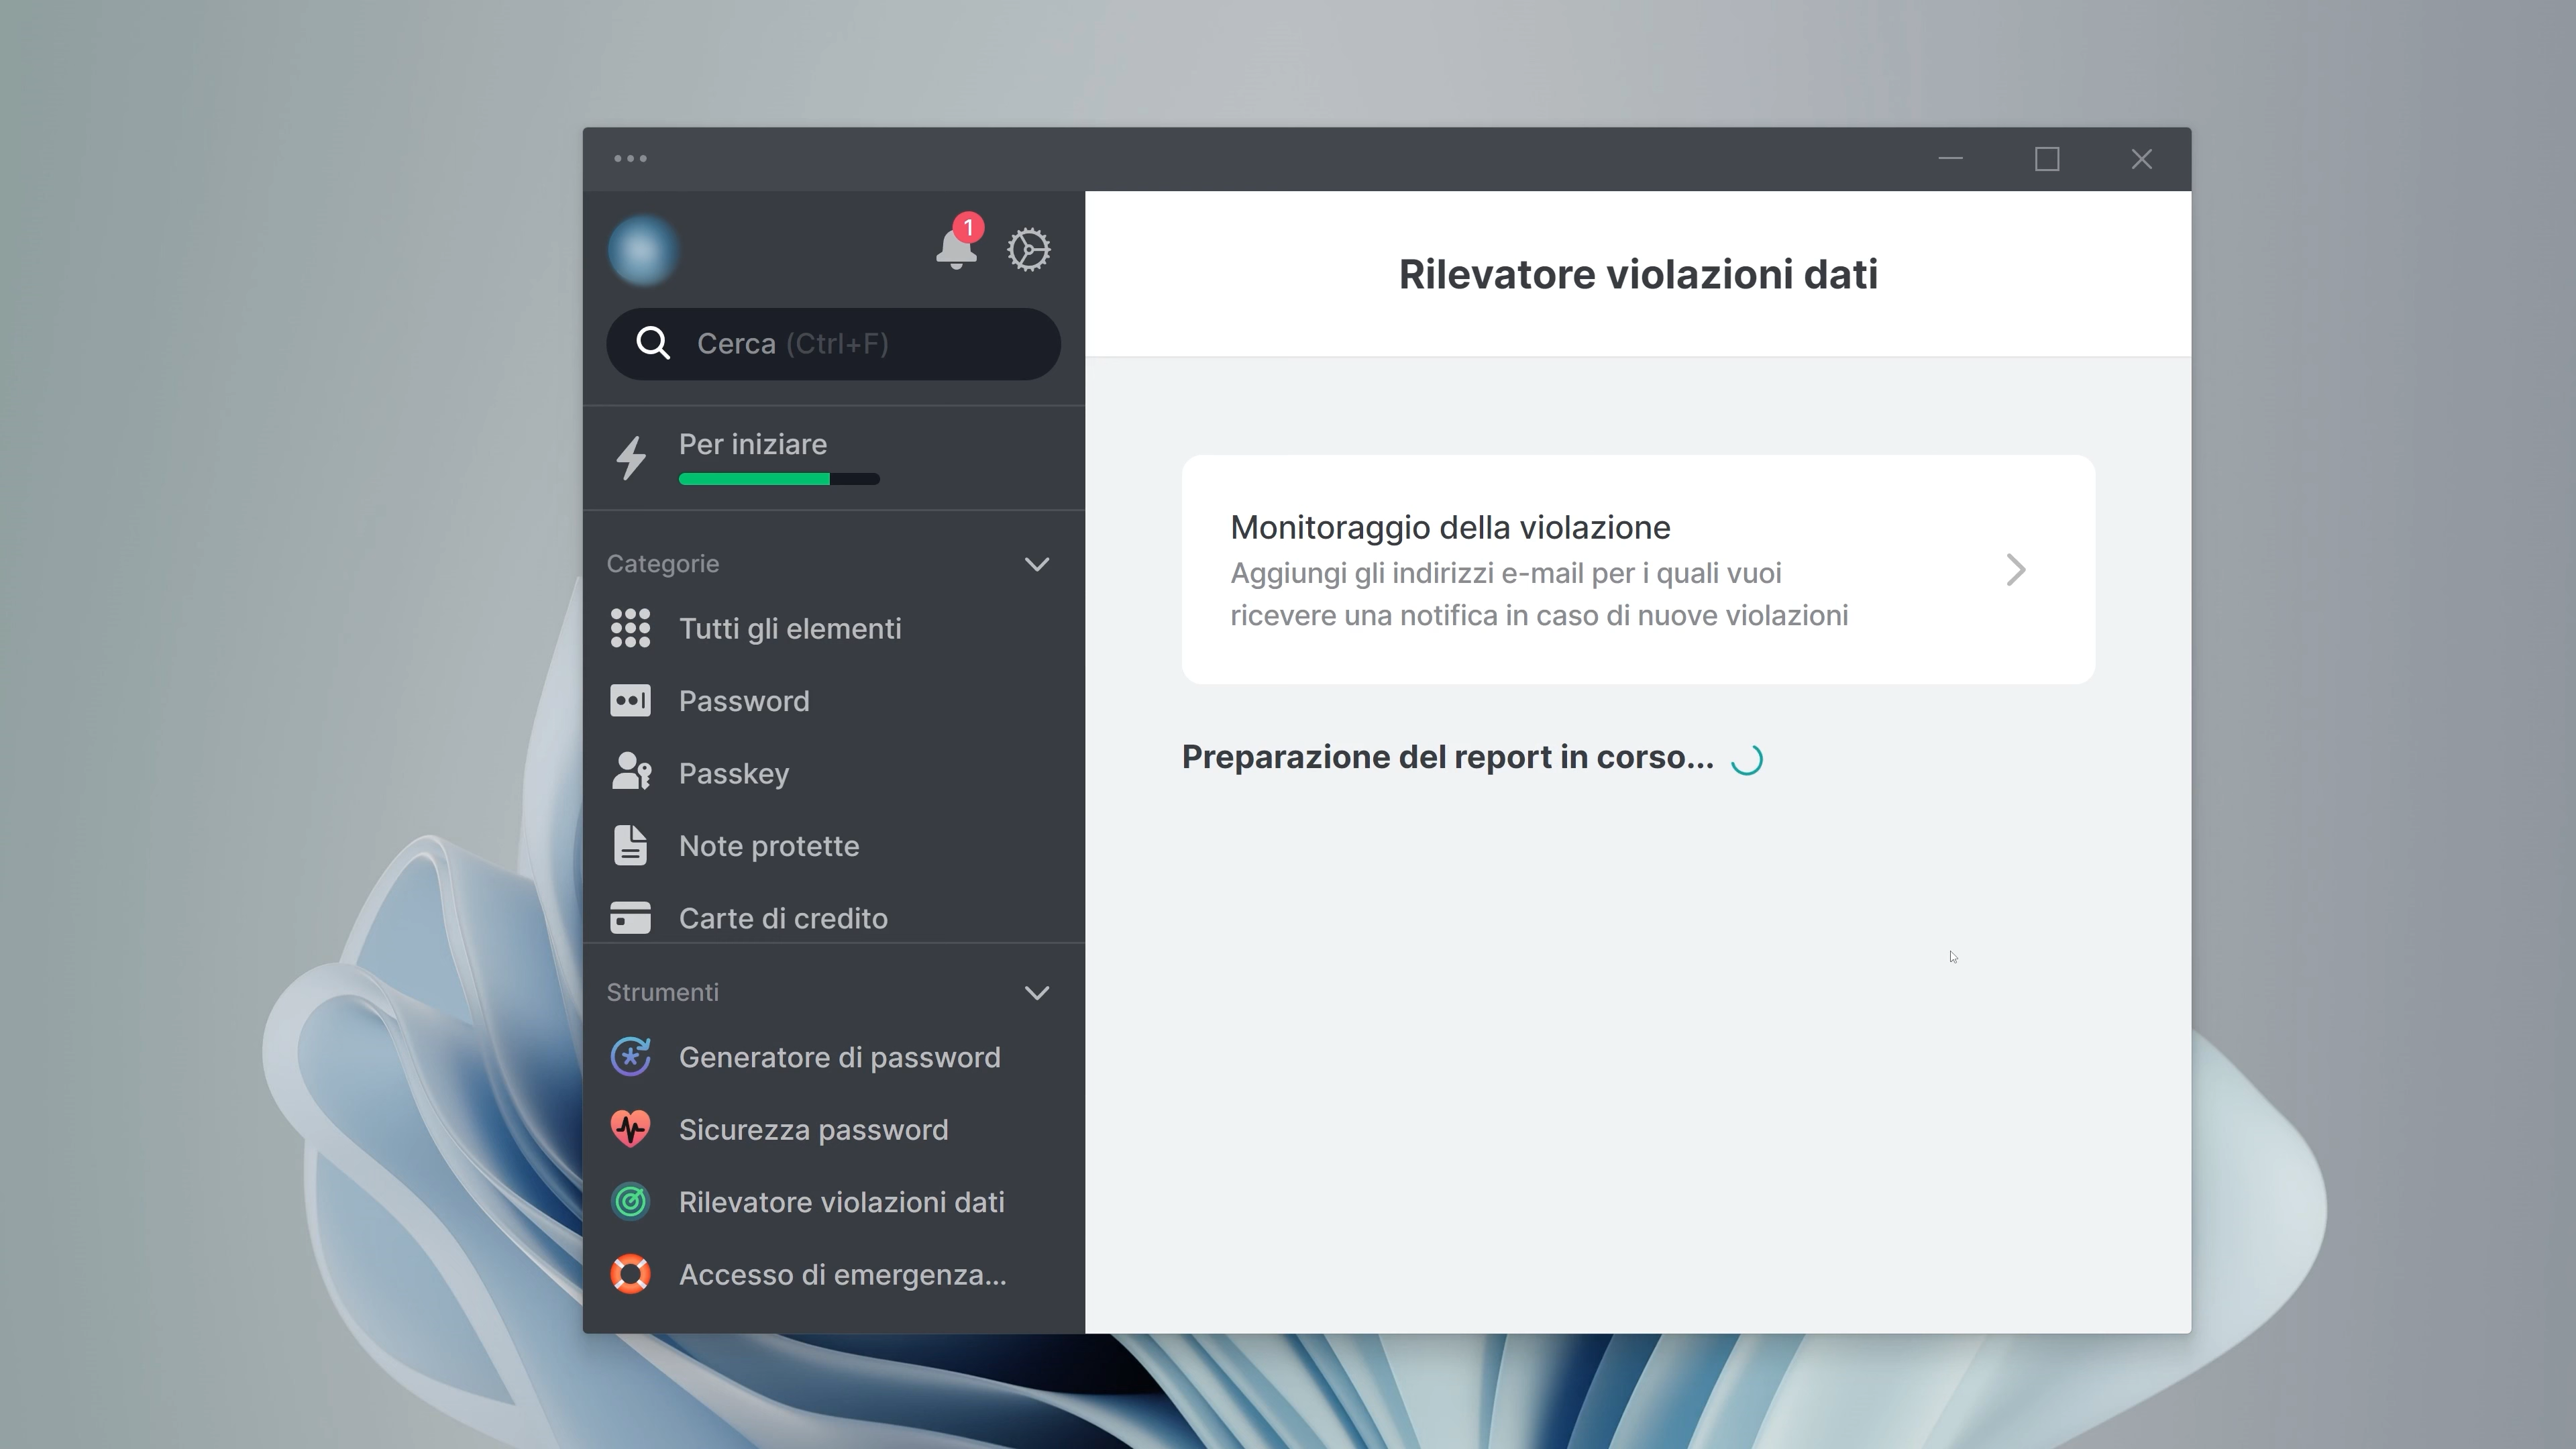 1
Cerca (Ctrl+F)
Per iniziare
Categorie
Tutti gli elementi
Password
Passkey
Note protette
Carte di credito
Strumenti
Generatore di password
Sicurezza password
Rilevatore violazioni dati
Accesso di emergenza...
Rilevatore violazioni dati
Monitoraggio della violazione
Aggiungi gli indirizzi e-mail per i quali vuoi
ricevere una notifica in caso di nuove violazioni
Preparazione del report in corso...